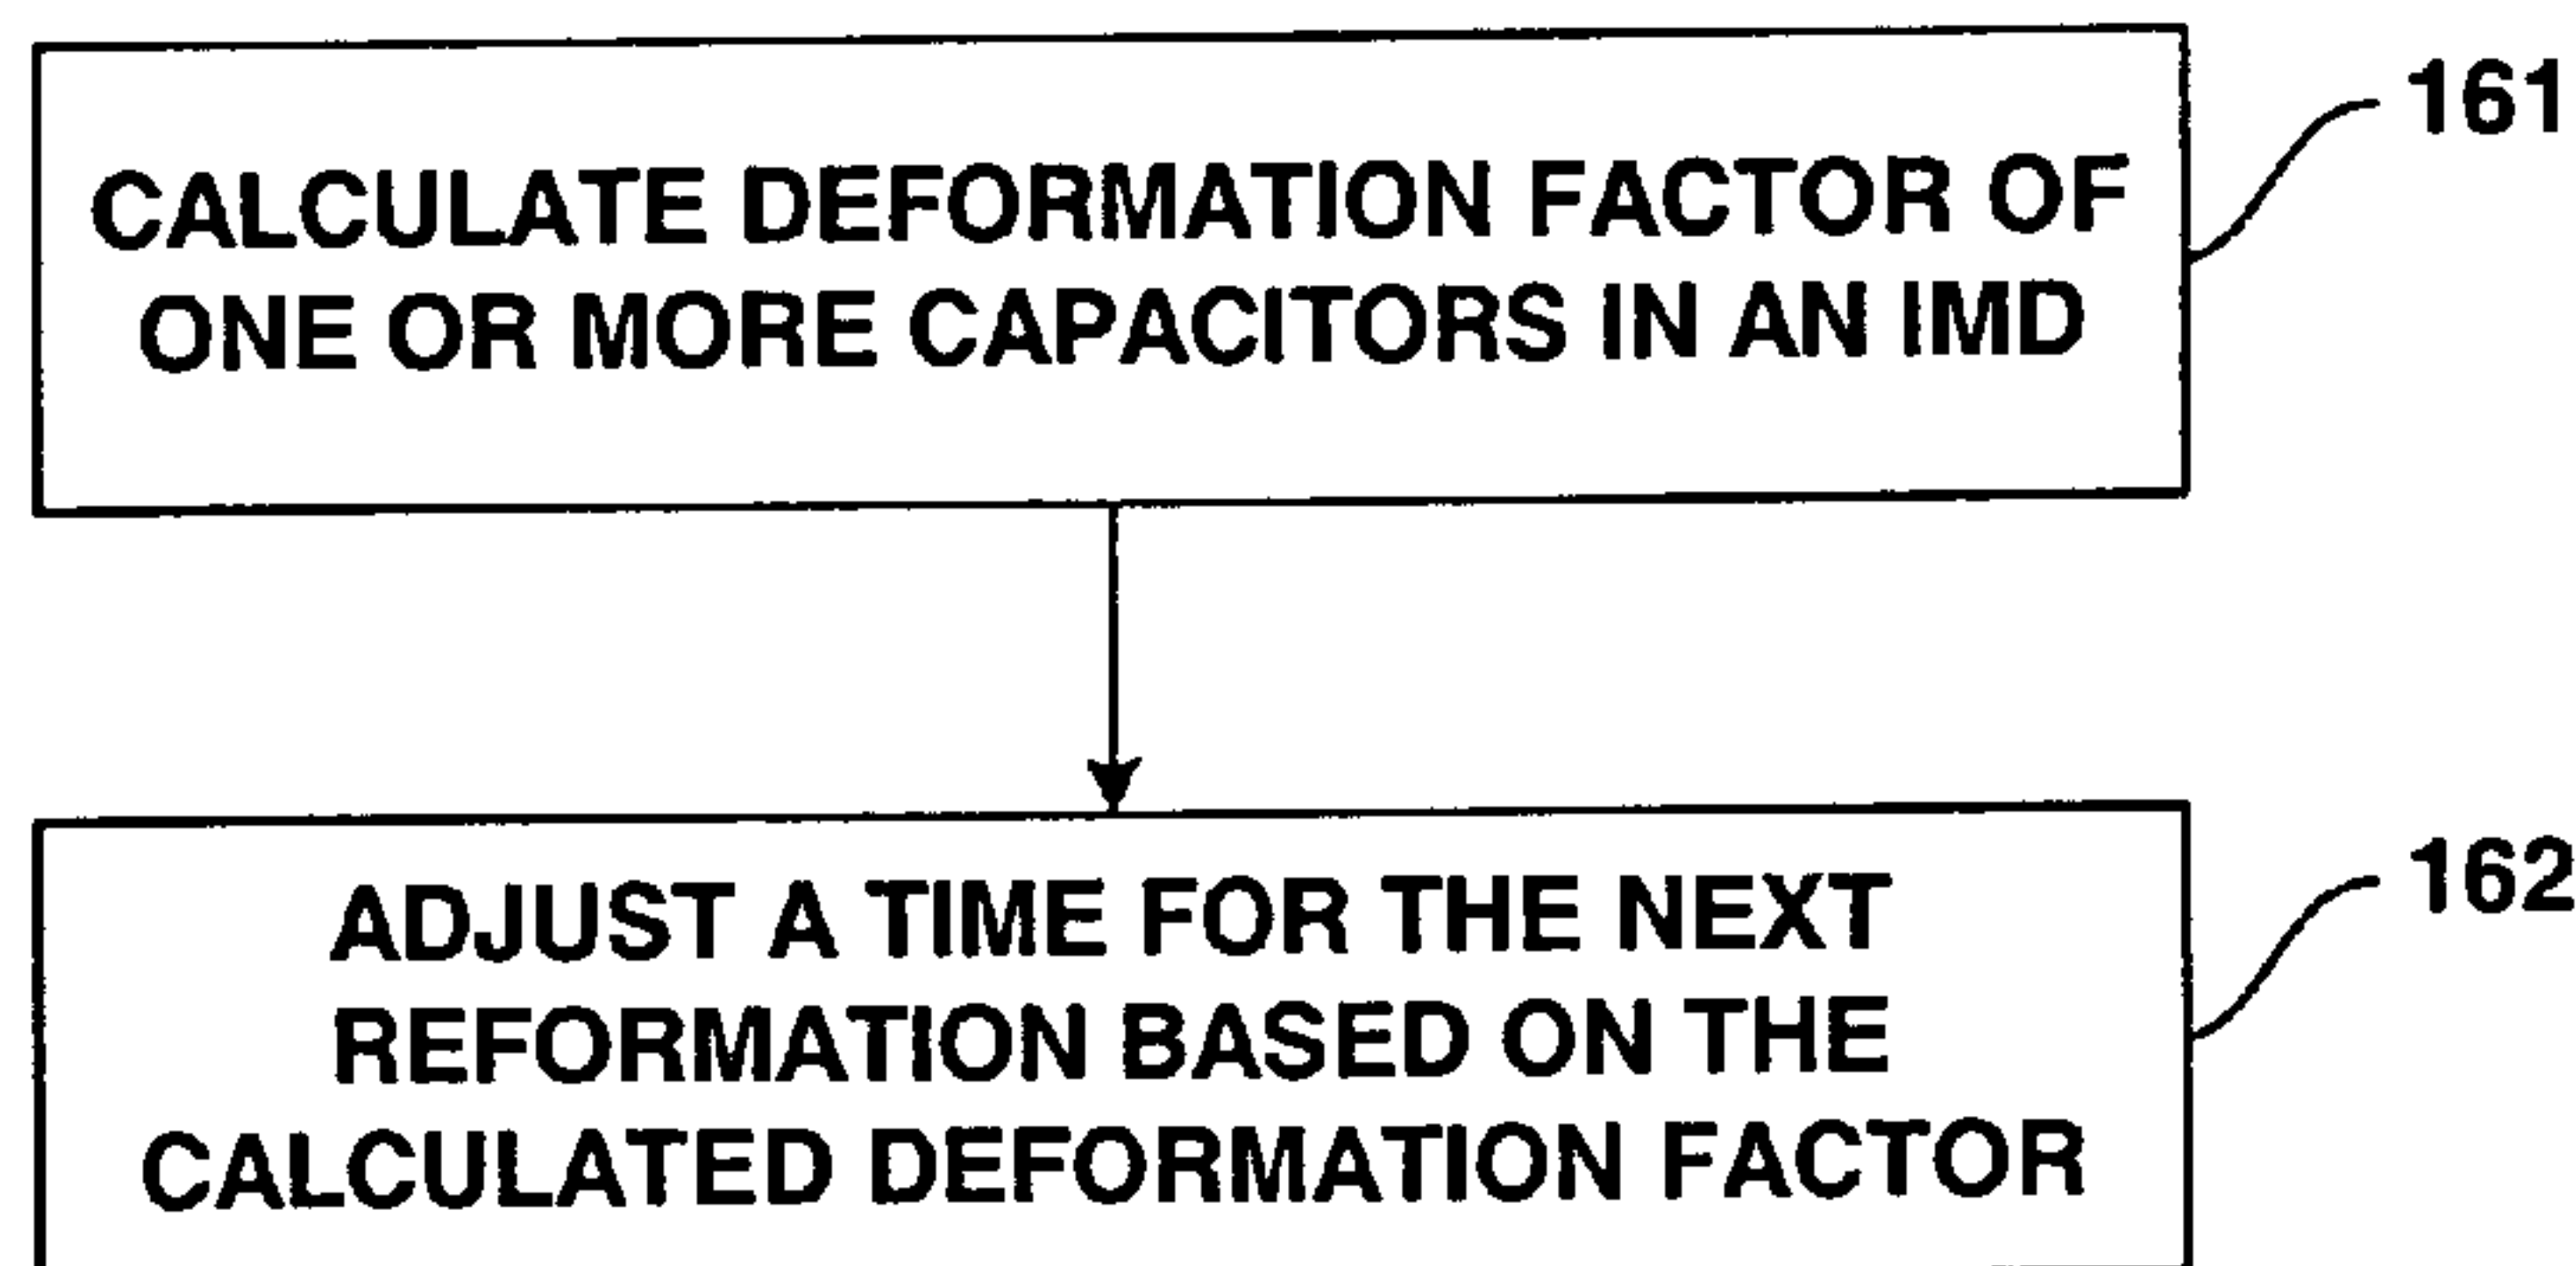 161
CALCULATE DEFORMATION FACTOR OF
ONE OR MORE CAPACITORS IN AN IMD
162
ADJUST A TIME FOR THE NEXT
REFORMATION BASED ON THE
CALCULATED DEFORMATION FACTOR